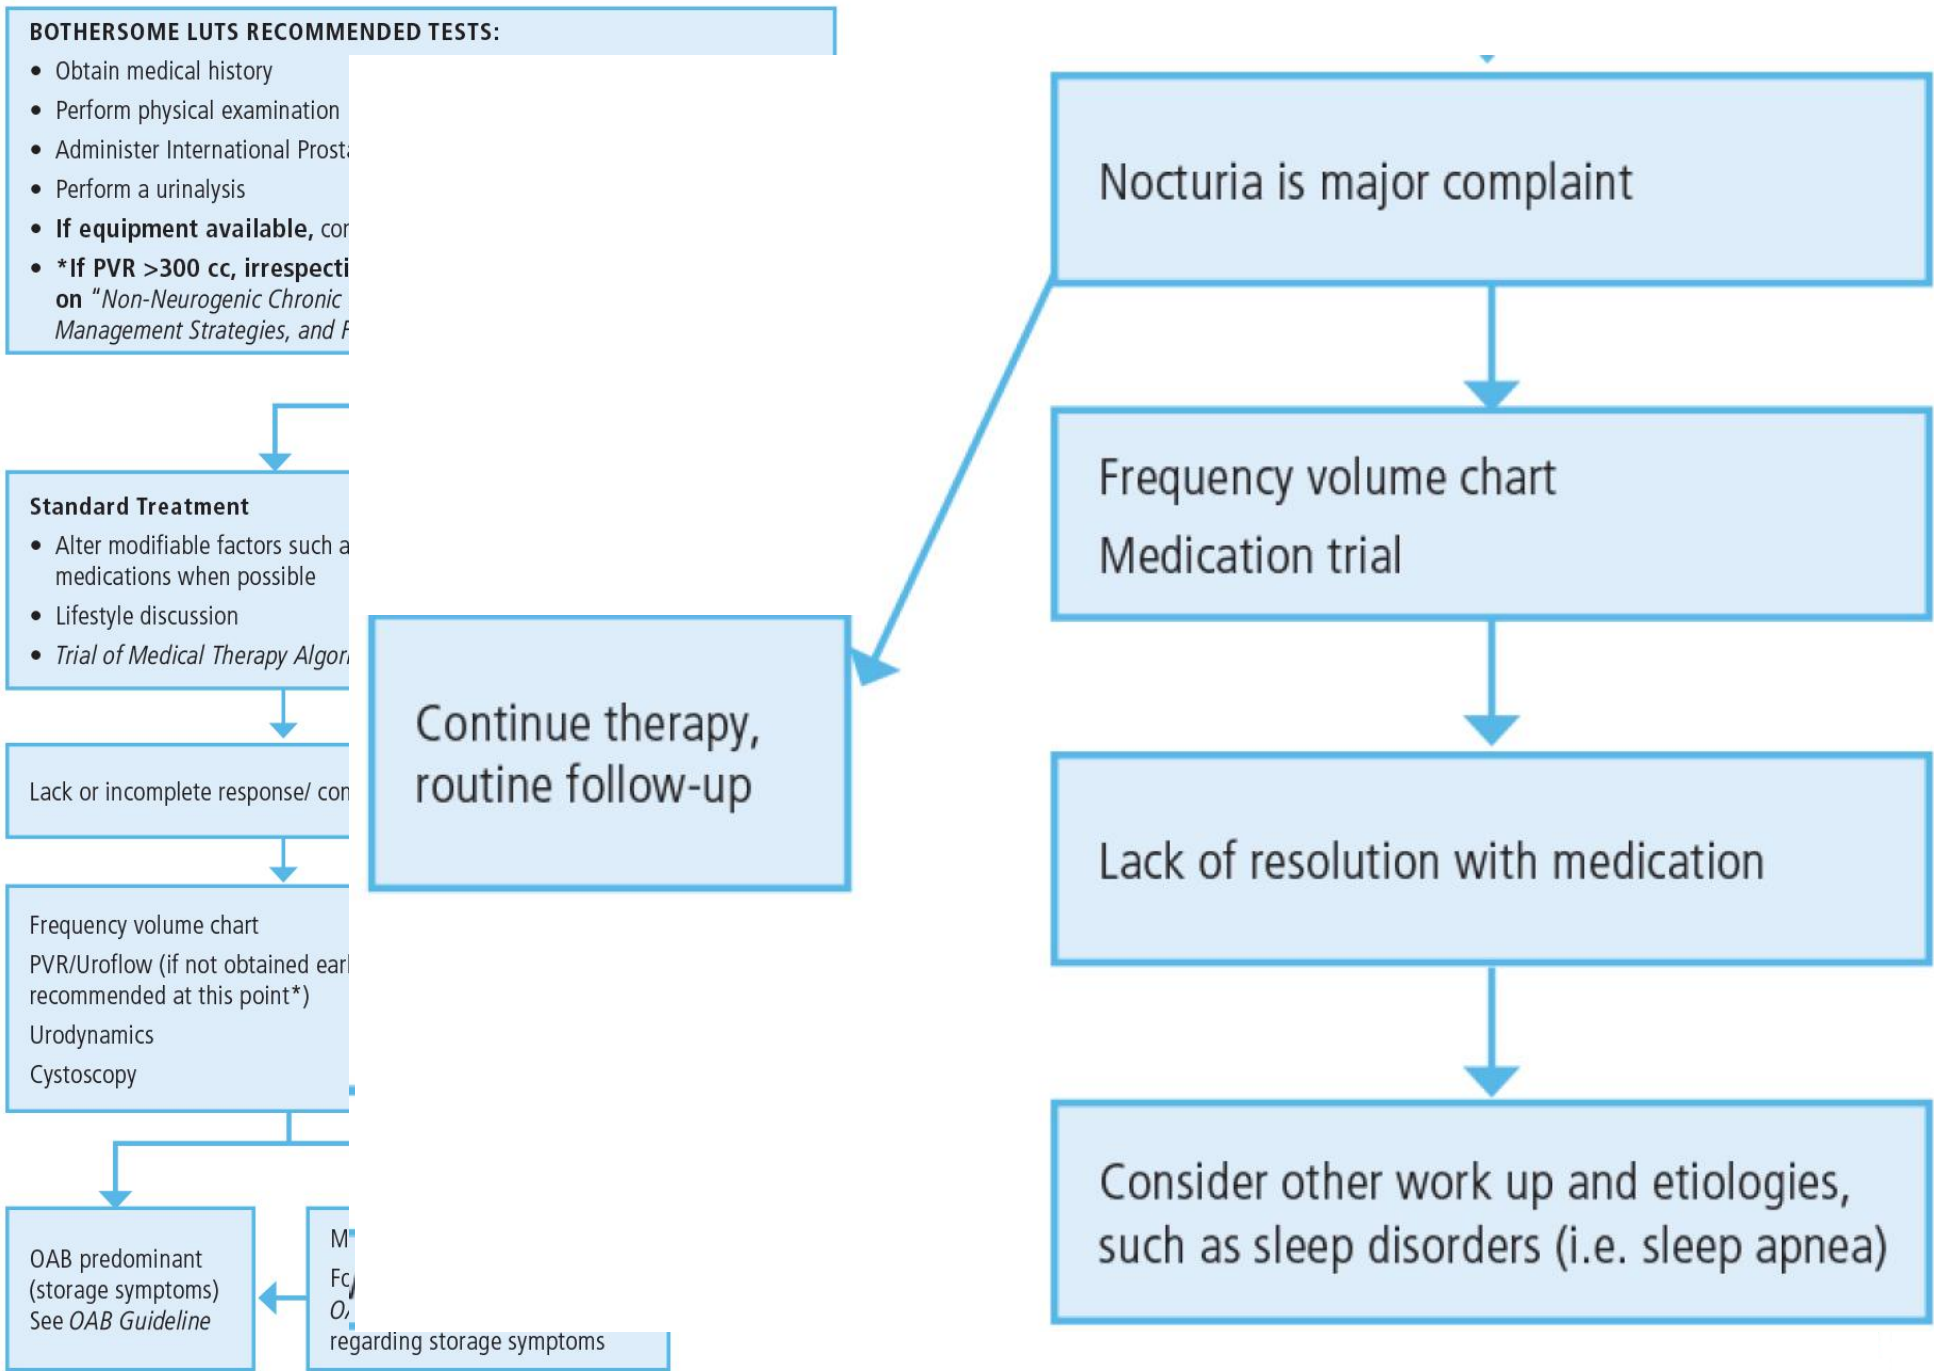 BOTHERSOME LUTS RECOMMENDED TESTS:
• Obtain medical history
• Perform physical examination
• Administer International
• Perform a urinalysis
• If equipment available,
• *If PVR >300 cc,
on "Non-Neurogenic Chronic
Management Strategies, and
Standard Treatment
• Alter modifiable factors such
medications when possible
• Lifestyle discussion
• Trial of Medical Therapy
Lack or incomplete response/
Frequency volume chart
PVR/Uroflow (if not obtained
recommended at this point*)
Urodynamics
Cystoscopy
OAB predominant
(storage symptoms)
See OAB Guideline
regarding storage symptoms
Continue therapy,
routine follow-up
Nocturia is major complaint
Frequency volume chart
Medication trial
Lack of resolution with medication
Consider other work up and etiologies,
such as sleep disorders (i.e. sleep apnea)